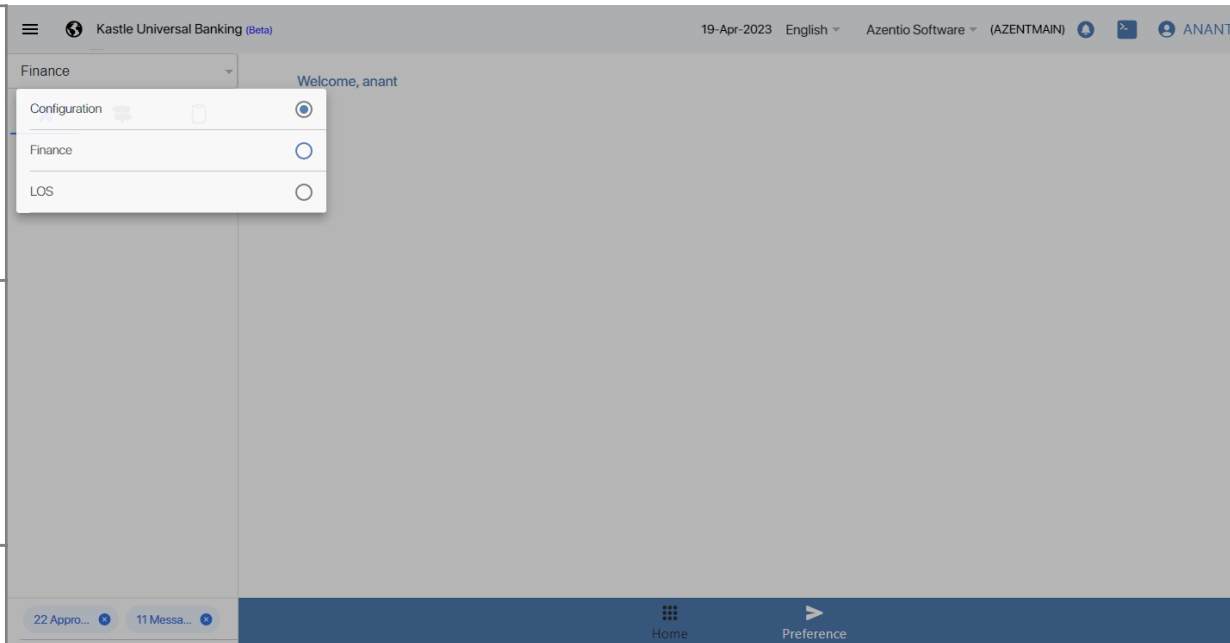 Kastle Universal Banking (Beta)
19-Apr-2023 English Azentio Software (AZENTMAIN) ANANT
Finance
Welcome, anant
Configuration
Finance
LOS
22 Appro... 11 Messa...
Home
Preference